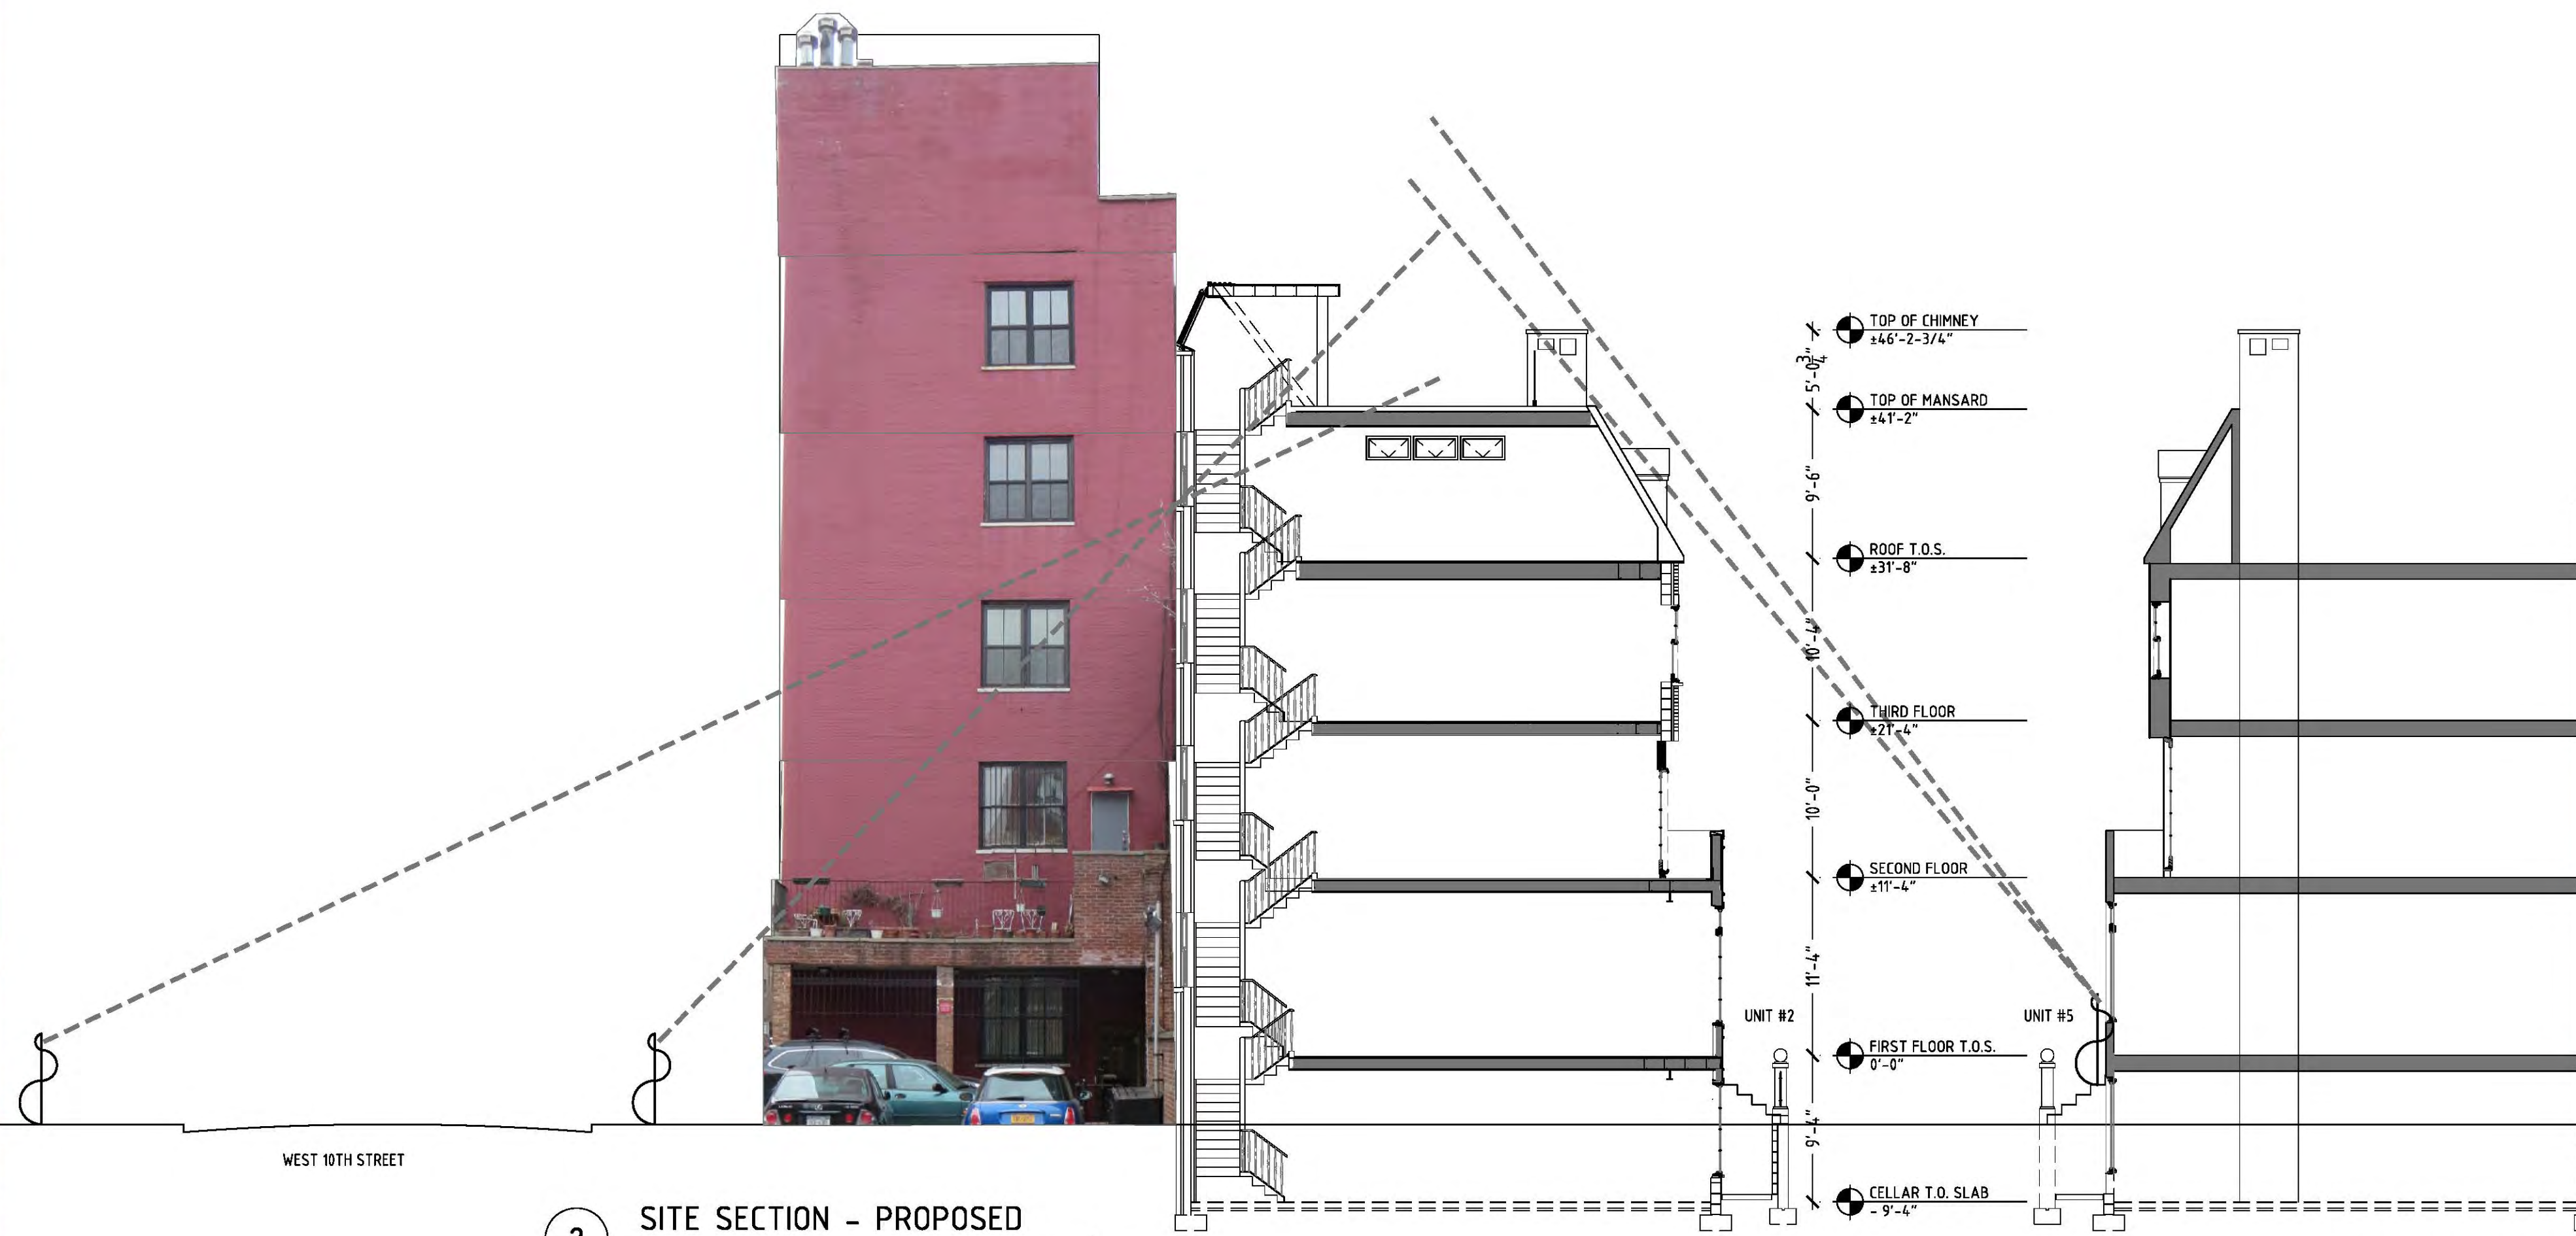 TOP OF CHIMNEY
±46'-2-3/4"
5'-0 3/4"
TOP OF MANSARD
±41'-2"
9'-6"
ROOF T.O.S.
±31'-8"
10'-4"
THIRD FLOOR
±21'-4"
10'-0"
SECOND FLOOR
±11'-4"
11'-4"
UNIT #2
UNIT #5
FIRST FLOOR T.O.S.
0'-0"
9'-4"
WEST 10TH STREET
CELLAR T.O. SLAB
- 9'-4"
SITE SECTION - PROPOSED